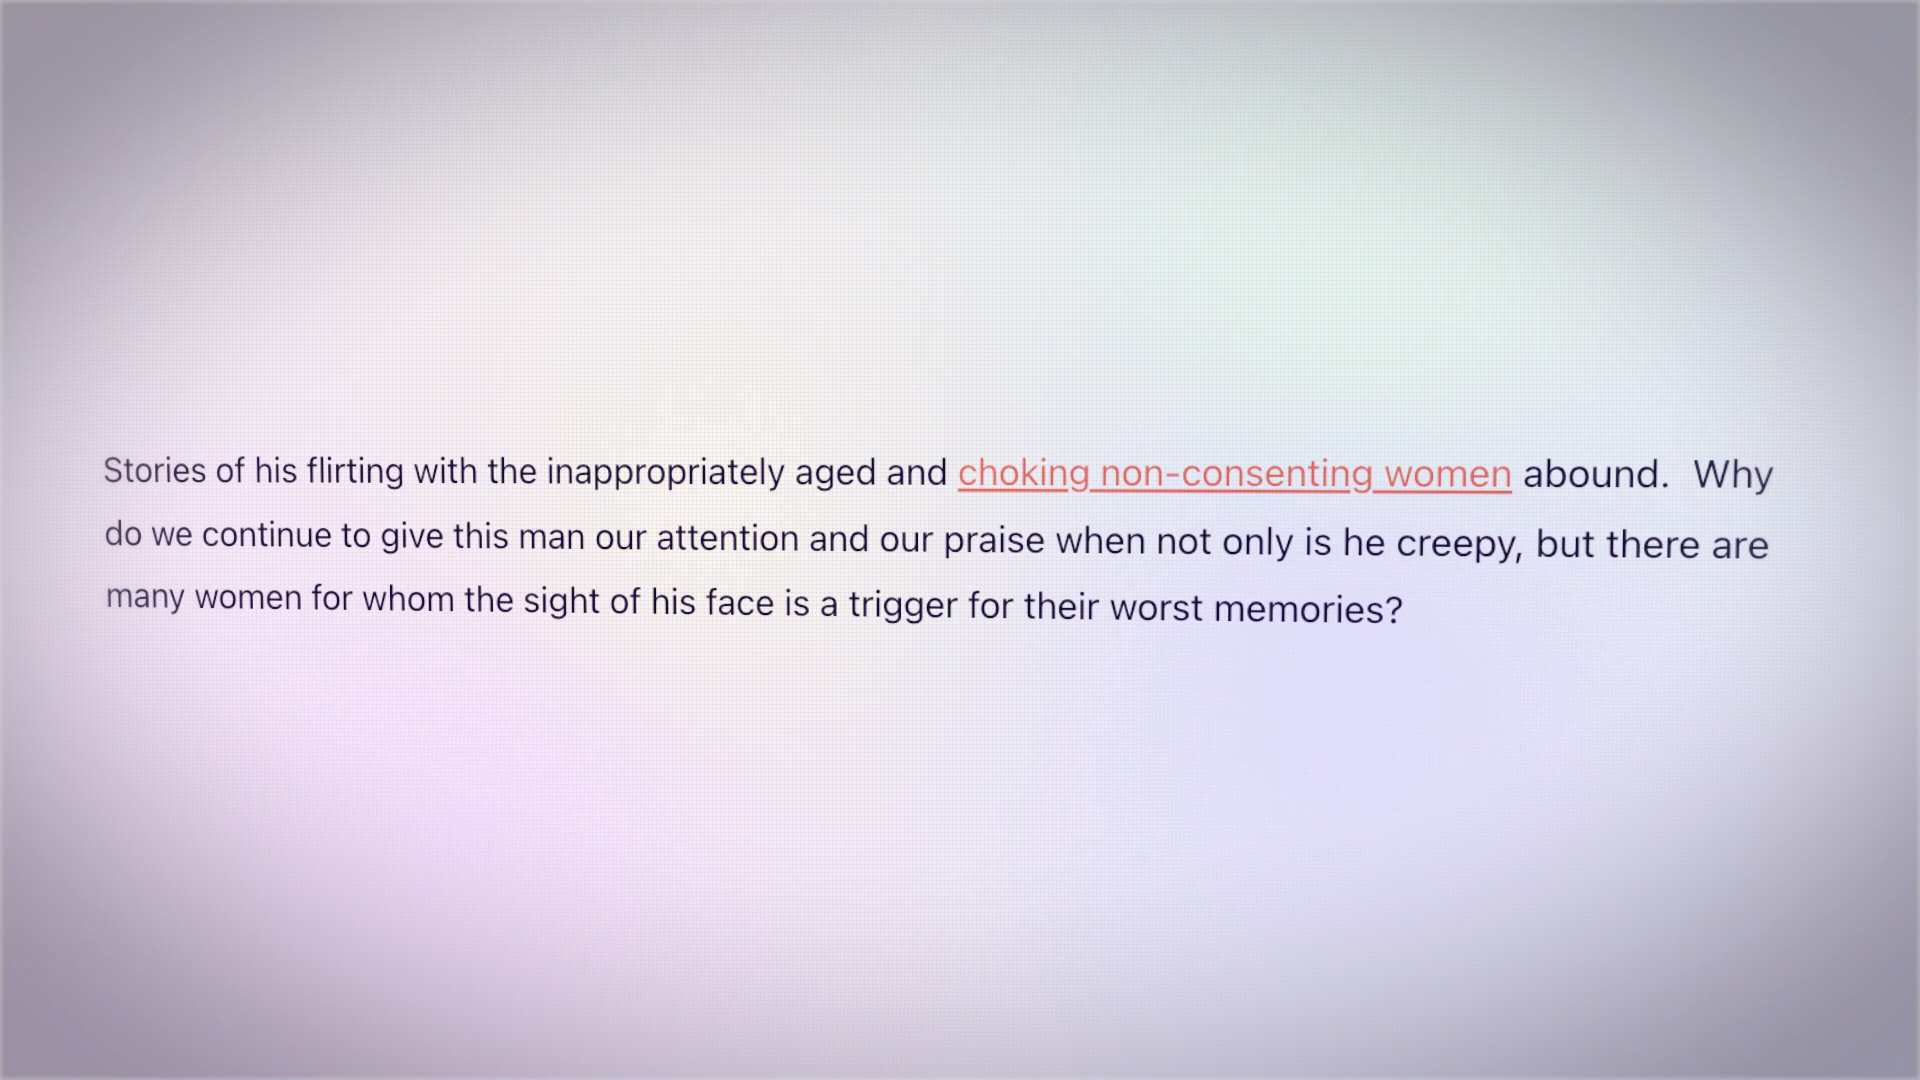 Stories of his flirting with the inappropriately aged and choking non-consenting women abound.  Why
do we continue to give this man our attention and our praise when not only is he creepy, but there are
many women for whom the sight of his face is a trigger for their worst memories?